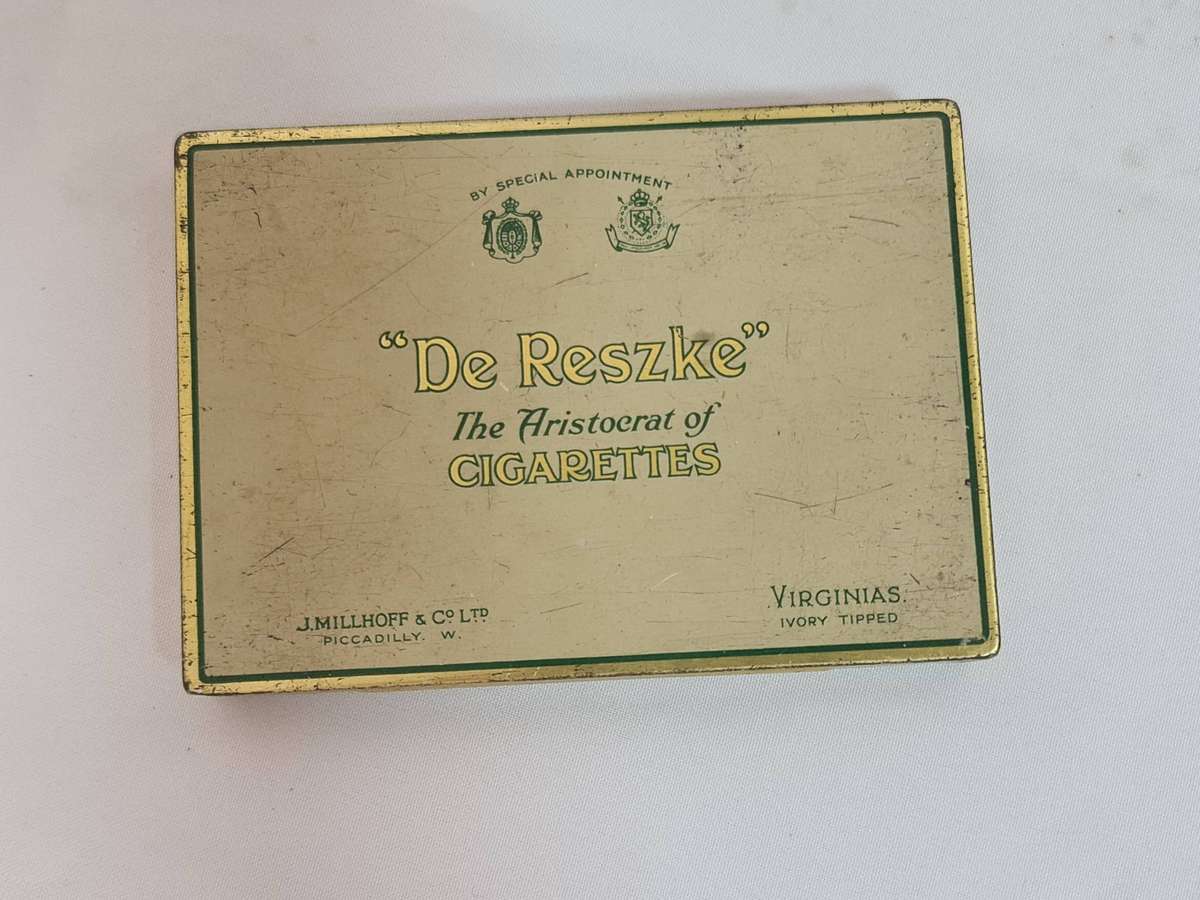 BY SPECIAL APPOINTMENT
“De Reszke”
The Aristocrat of
CIGARETTES
J. MILLHOFF & Cº LTD
PICCADILLY. W.
VIRGINIAS.
IVORY TIPPED